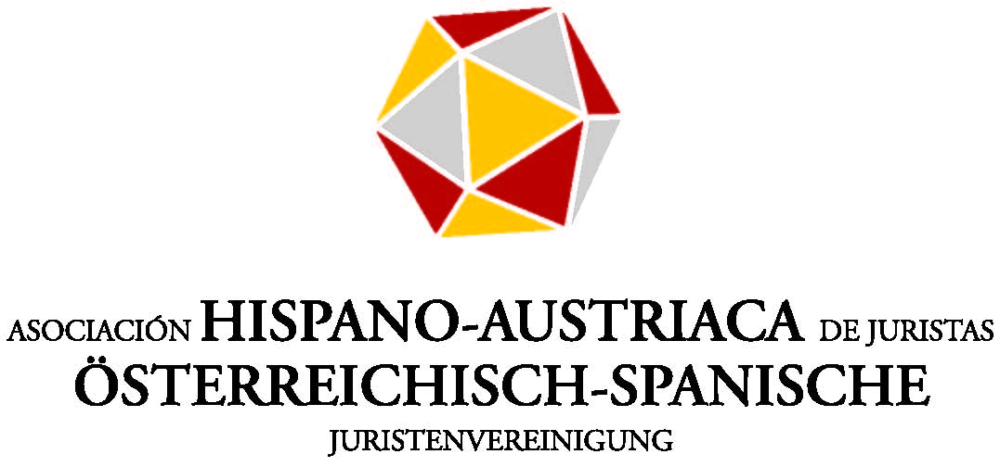 ASOCIACIÓN HISPANO-AUSTRIACA DE JURISTAS
ÖSTERREICHISCH-SPANISCHE
JURISTENVEREINIGUNG